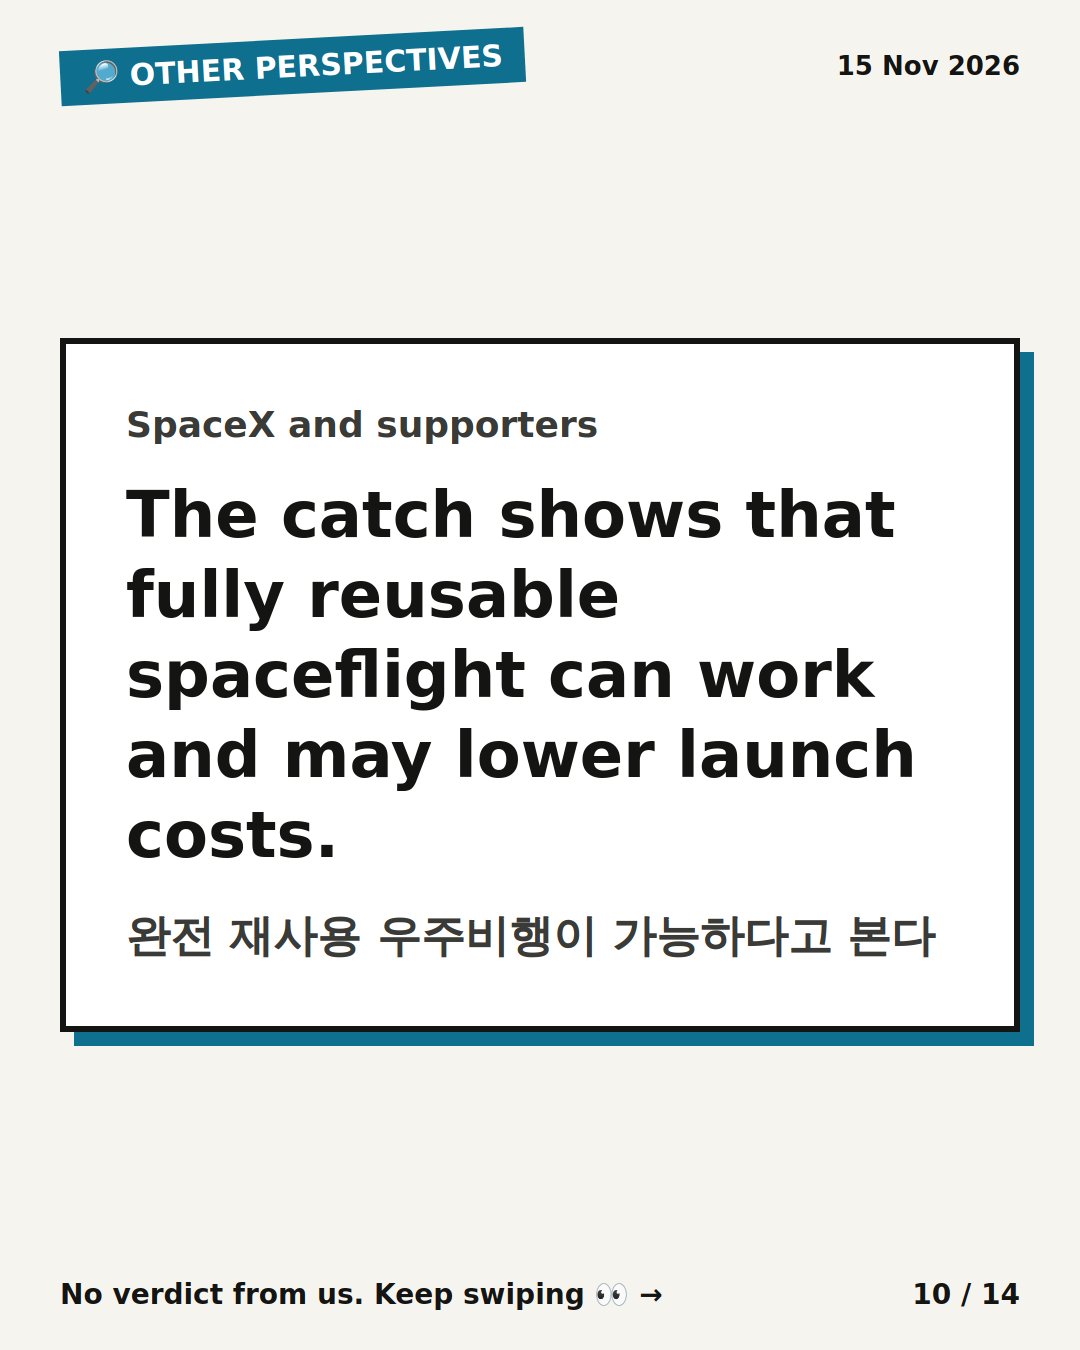 🔎 OTHER PERSPECTIVES
15 Nov 2026
SpaceX and supporters
The catch shows that
fully reusable
spaceflight can work
and may lower launch
costs.
완전 재사용 우주비행이 가능하다고 본다
No verdict from us. Keep swiping 👀 →
10 / 14